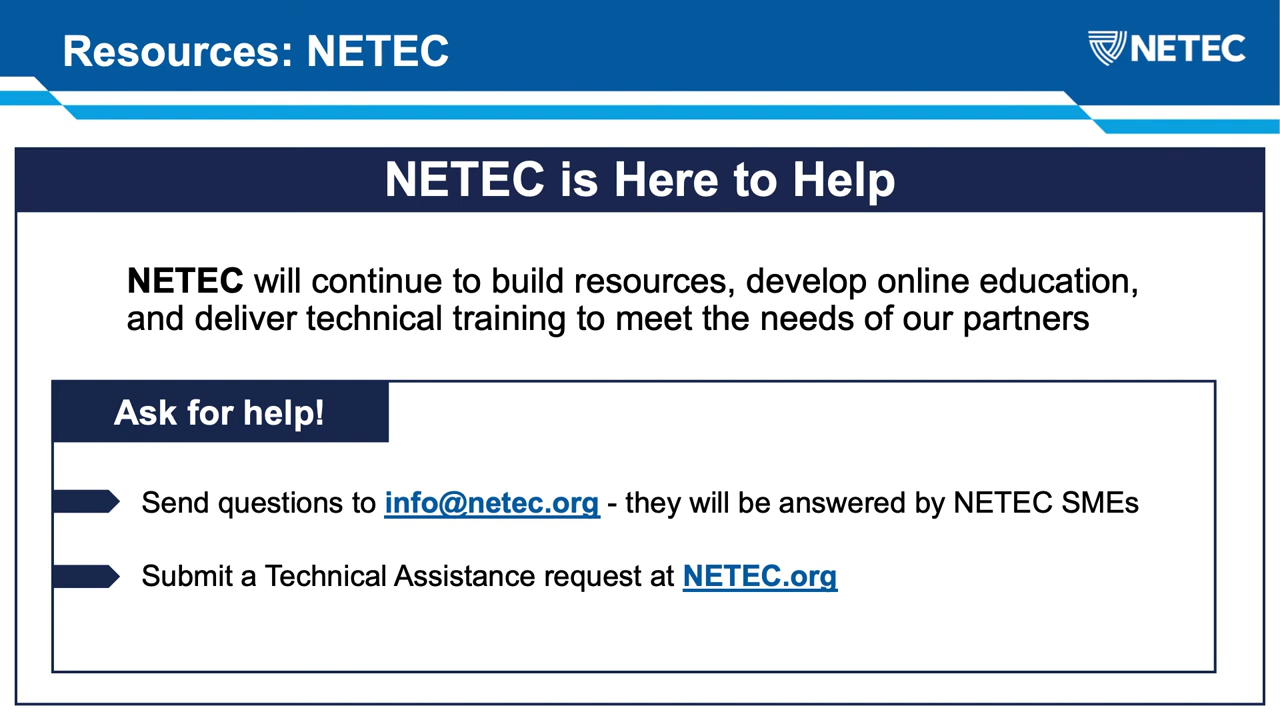 Resources: NETEC
NETEC
NETEC is Here to Help
NETEC will continue to build resources, develop online education,
and deliver technical training to meet the needs of our partners
Ask for help!
Send questions to info@netec.org - they will be answered by NETEC SMEs
Submit a Technical Assistance request at NETEC.org